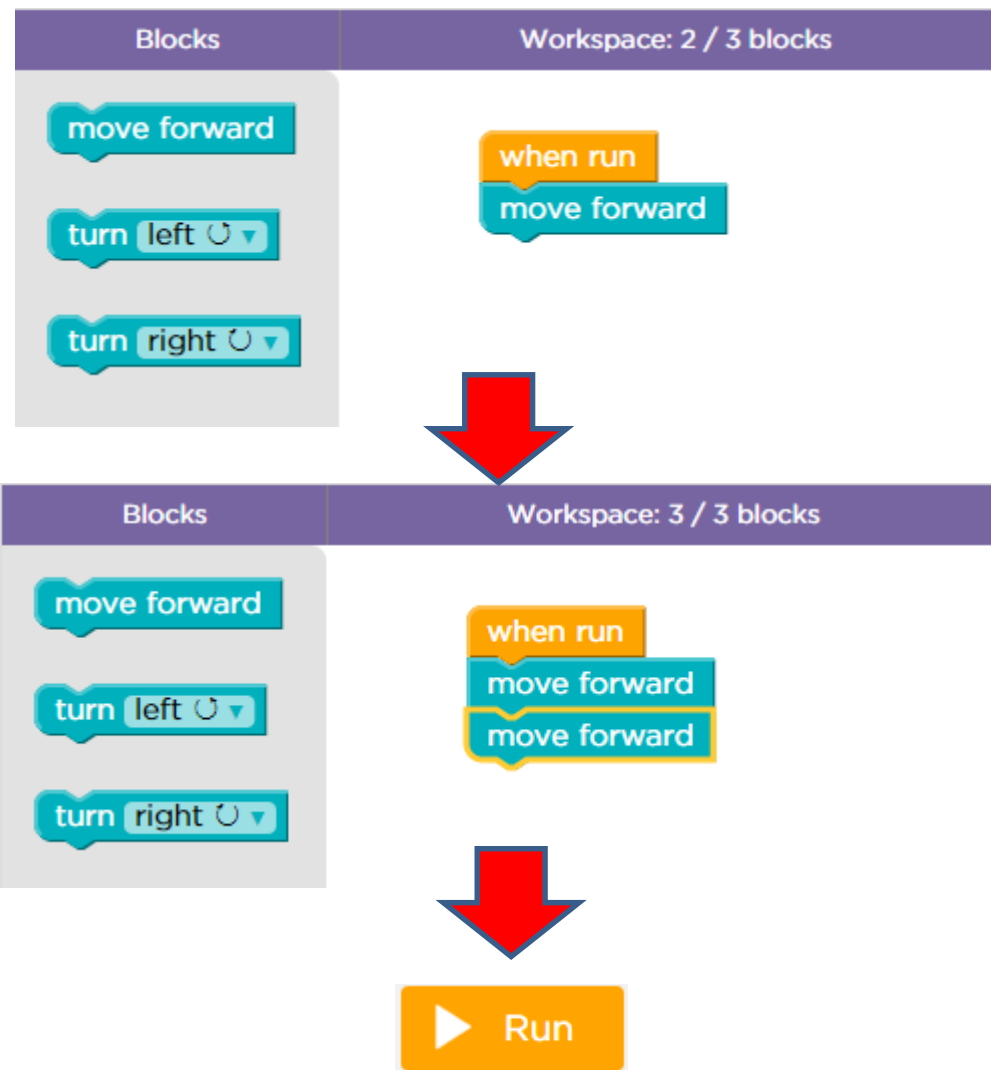 Blocks Workspace: 2 / 3 blocks
move forward
when run
move forward
turn left ↺ ▼
turn right ↻ ▼
Blocks Workspace: 3 / 3 blocks
move forward
when run
move forward
turn left ↺ ▼
move forward
turn right ↻ ▼
Run